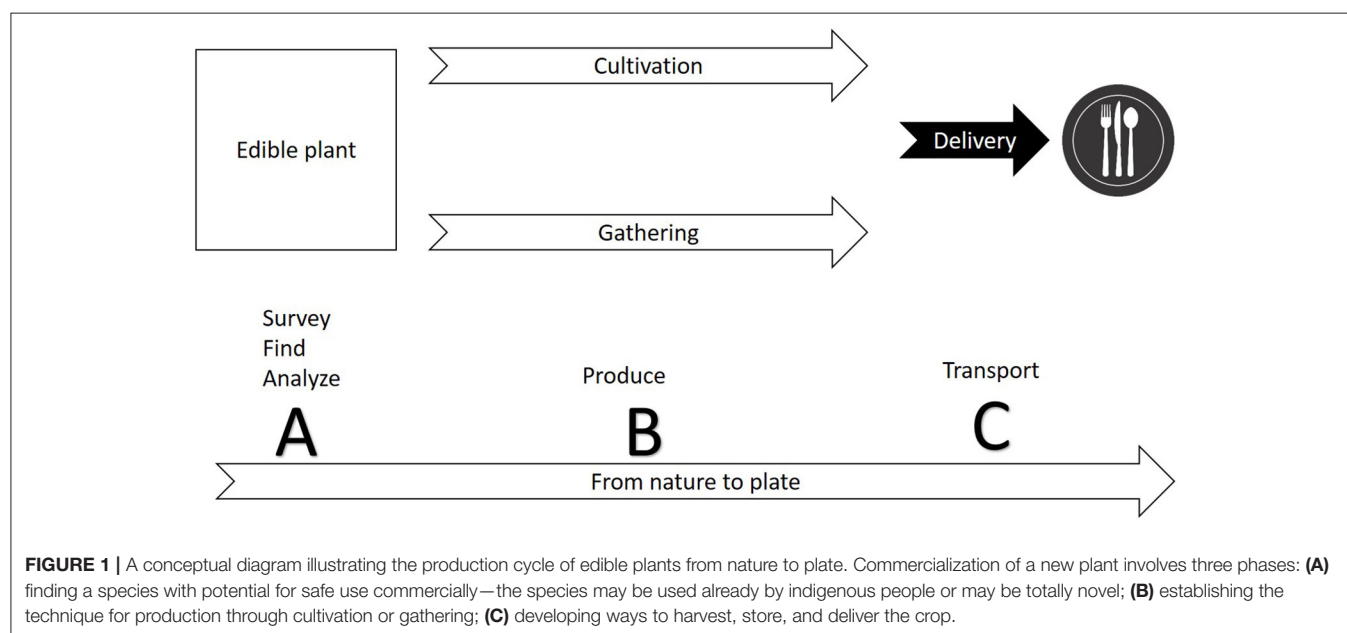 Cultivation
Edible plant
Delivery
Gathering
Survey
Find
Analyze
Produce
Transport
A
B
C
From nature to plate
FIGURE 1 | A conceptual diagram illustrating the production cycle of edible plants from nature to plate. Commercialization of a new plant involves three phases: (A)
finding a species with potential for safe use commercially—the species may be used already by indigenous people or may be totally novel; (B) establishing the
technique for production through cultivation or gathering; (C) developing ways to harvest, store, and deliver the crop.